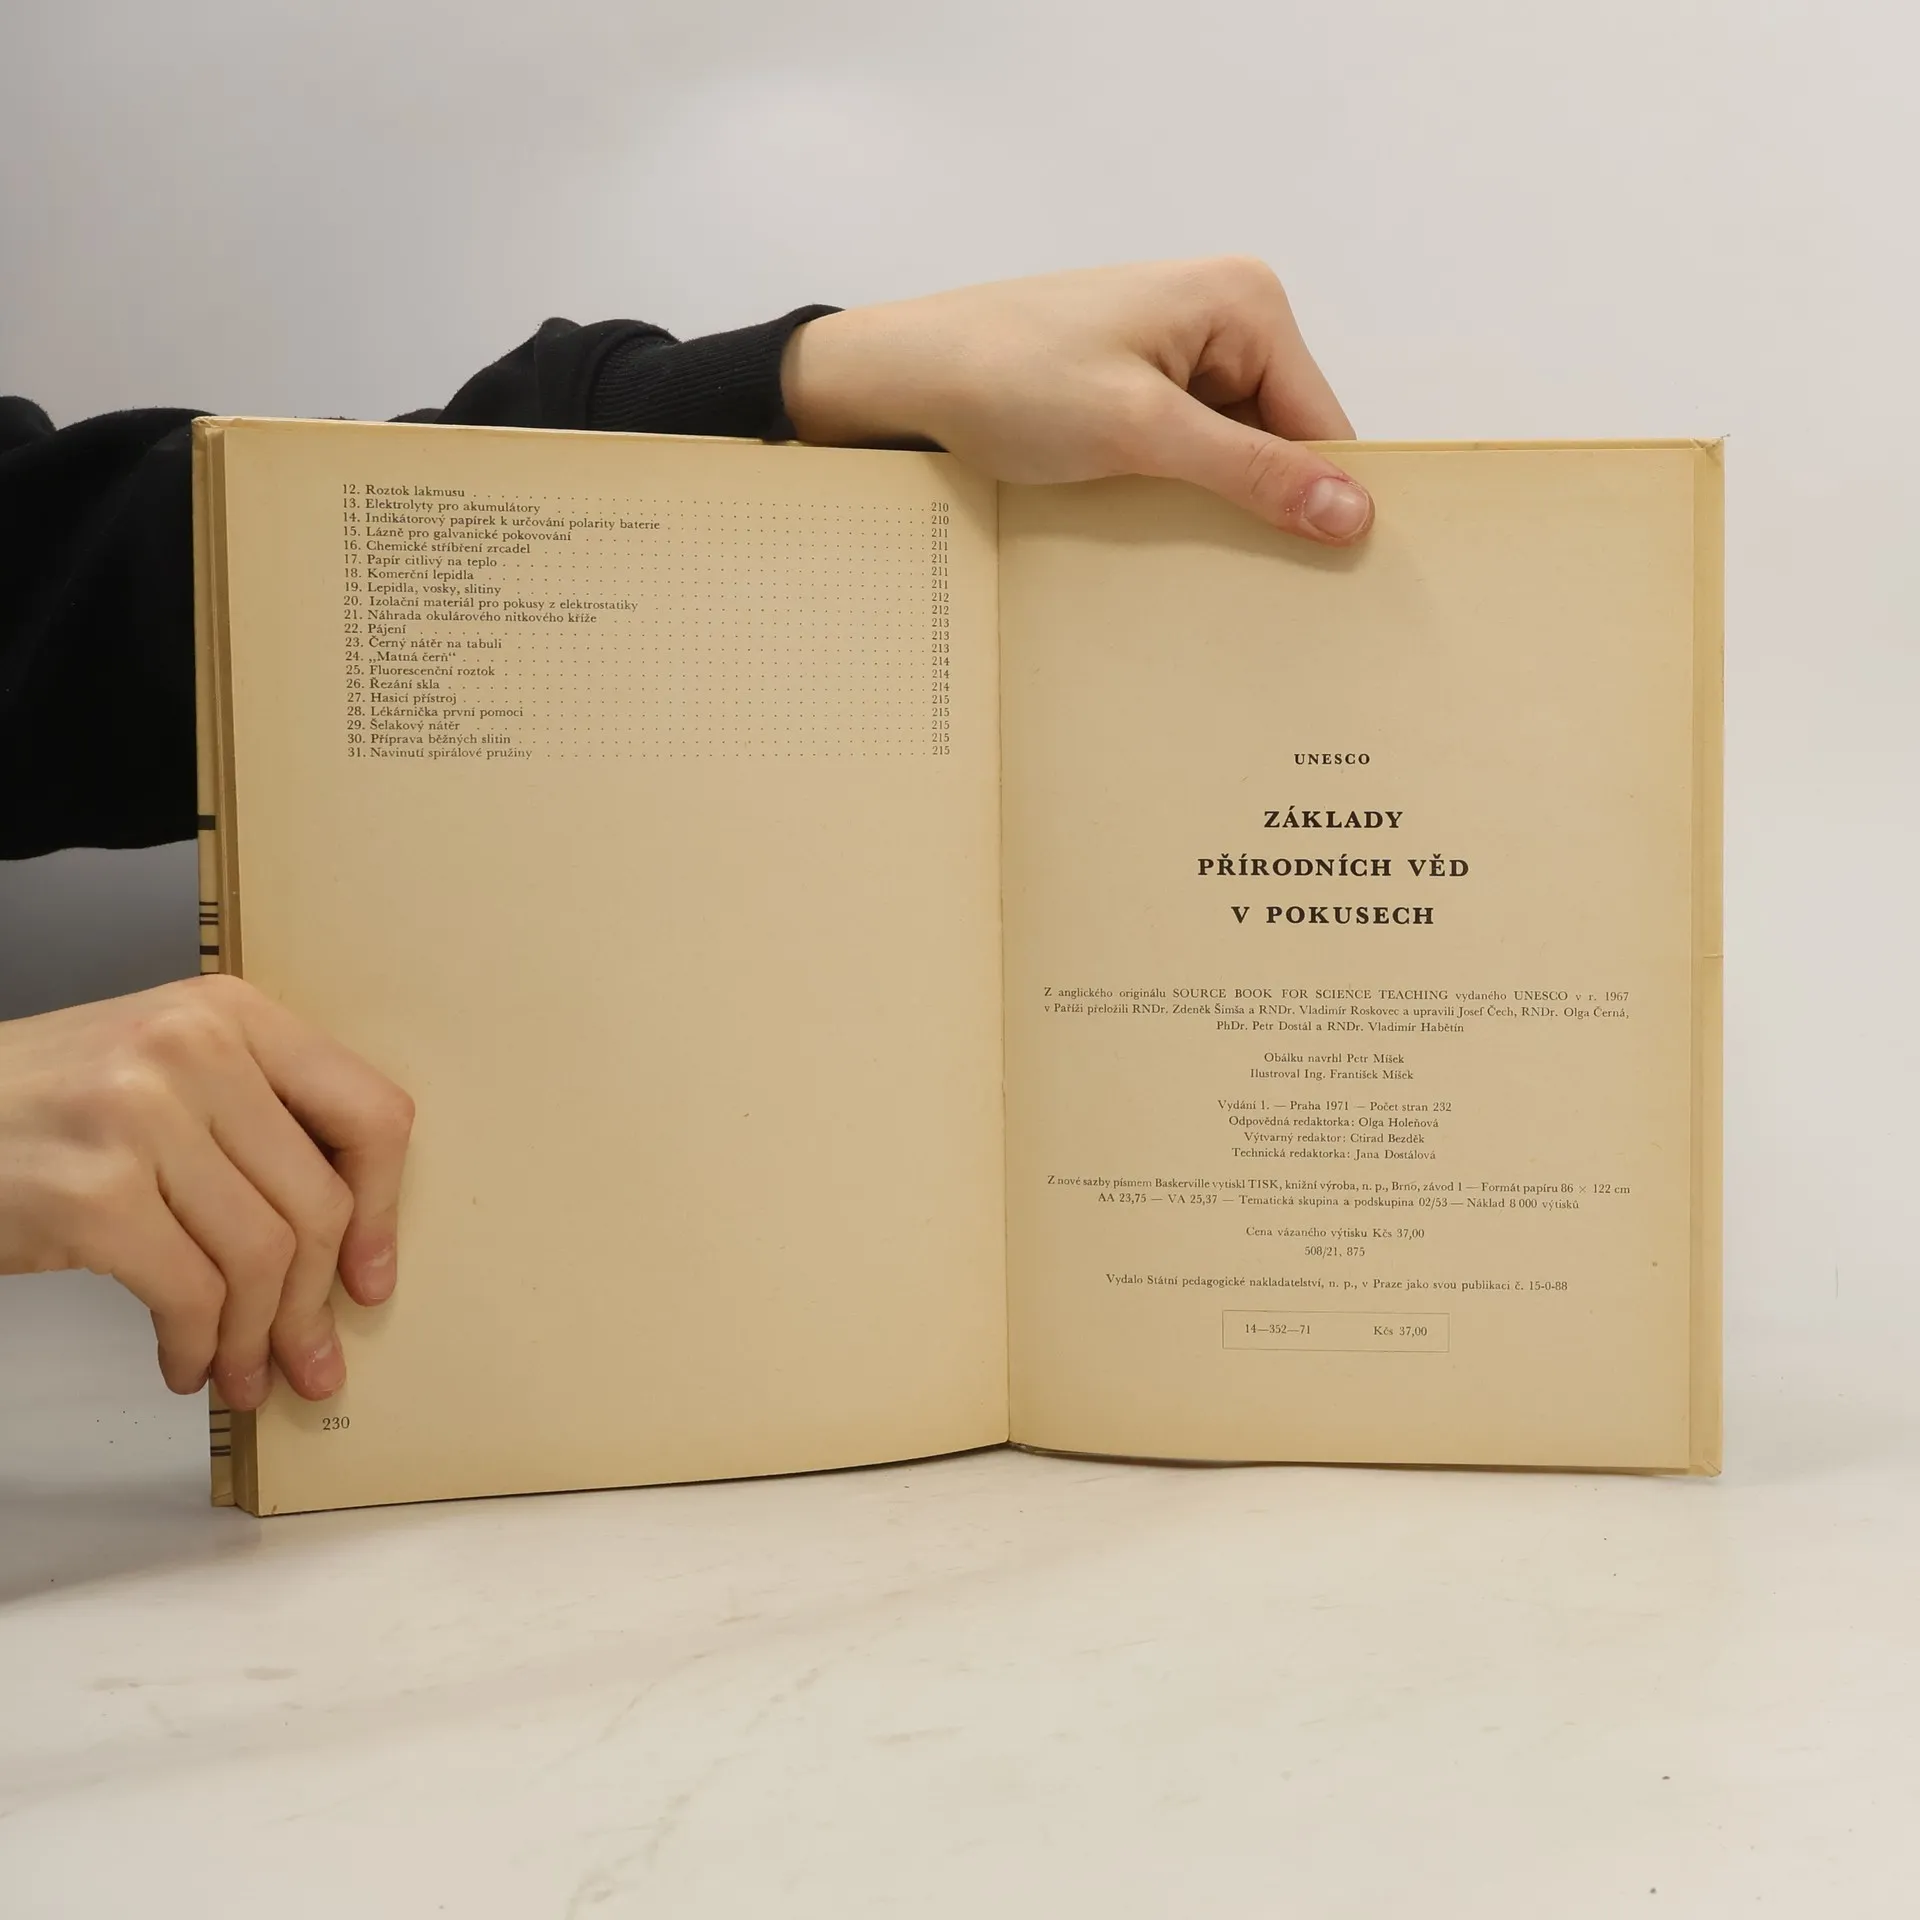 12. Roztok lakmusu . . . 210
13. Elektrolyty pro akumulátory . . . 210
14. Indikátorový papírek k určování polarity baterie . . . 211
15. Lázně pro galvanické pokovování . . . 211
16. Chemické stříbření zrcadel . . . 211
17. Papír citlivý na teplo . . . 211
18. Komerční lepidla . . . 211
19. Lepidla, vosky, slitiny . . . 212
20. Izolační materiál pro pokusy z elektrostatiky . . . 212
21. Náhrada okulárového nitkového kříže . . . 213
22. Pájení . . . 213
23. Černý nátěr na tabuli . . . 213
24. „Matná čerň“ . . . 214
25. Fluorescenční roztok . . . 214
26. Řezání skla . . . 214
27. Hasicí přístroj . . . 215
28. Lékárnička první pomoci . . . 215
29. Šelakový nátěr . . . 215
30. Příprava běžných slitin . . . 215
31. Navinutí spirálové pružiny . . . 215
230
UNESCO
ZÁKLADY
PŘÍRODNÍCH VĚD
V POKUSECH
Z anglického originálu SOURCE BOOK FOR SCIENCE TEACHING vydaného UNESCO v r. 1967
v Paříži přeložili RNDr. Zdeněk Šimša a RNDr. Vladimír Roskovec a upravili Josef Čech, RNDr. Olga Černá,
PhDr. Petr Dostál a RNDr. Vladimír Habětín
Obálku navrhl Petr Míšek
Ilustroval Ing. František Míšek
Vydání 1. — Praha 1971 — Počet stran 232
Odpovědná redaktorka: Olga Holeňová
Výtvarný redaktor: Ctirad Bezděk
Technická redaktorka: Jana Dostálová
Z nové sazby písmem Baskerville vytiskl TISK, knižní výroba, n. p., Brno, závod 1 — Formát papíru 86 × 122 cm
AA 23,75 — VA 25,37 — Tematická skupina a podskupina 02/53 — Náklad 8 000 výtisků
Cena vázaného výtisku Kčs 37,00
508/21, 875
Vydalo Státní pedagogické nakladatelství, n. p., v Praze jako svou publikaci č. 15-0-88
14—352—71 Kčs 37,00